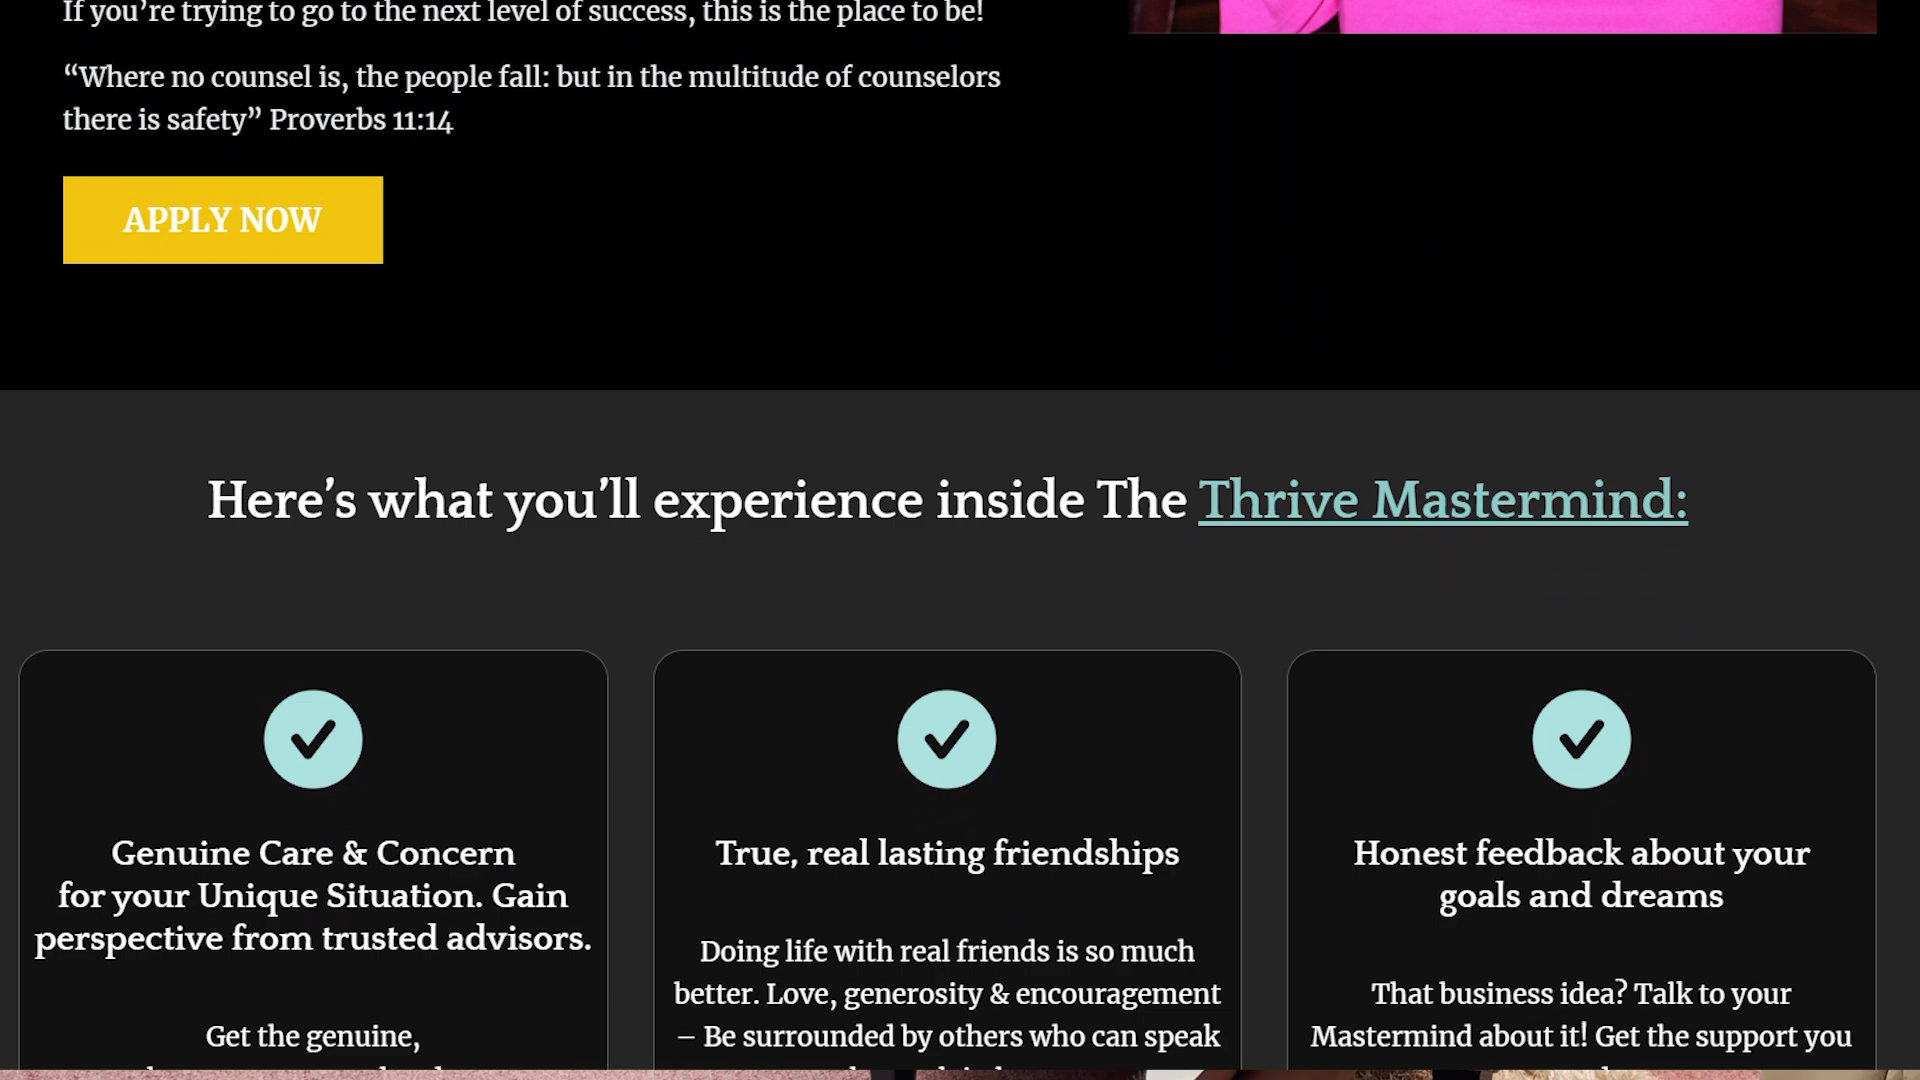 If you’re trying to go to the next level of success, this is the place to be!
“Where no counsel is, the people fall: but in the multitude of counselors
there is safety” Proverbs 11:14
APPLY NOW
Here’s what you’ll experience inside The Thrive Mastermind:
Genuine Care & Concern
for your Unique Situation. Gain
perspective from trusted advisors.
Get the genuine,
True, real lasting friendships
Doing life with real friends is so much
better. Love, generosity & encouragement
– Be surrounded by others who can speak
Honest feedback about your
goals and dreams
That business idea? Talk to your
Mastermind about it! Get the support you